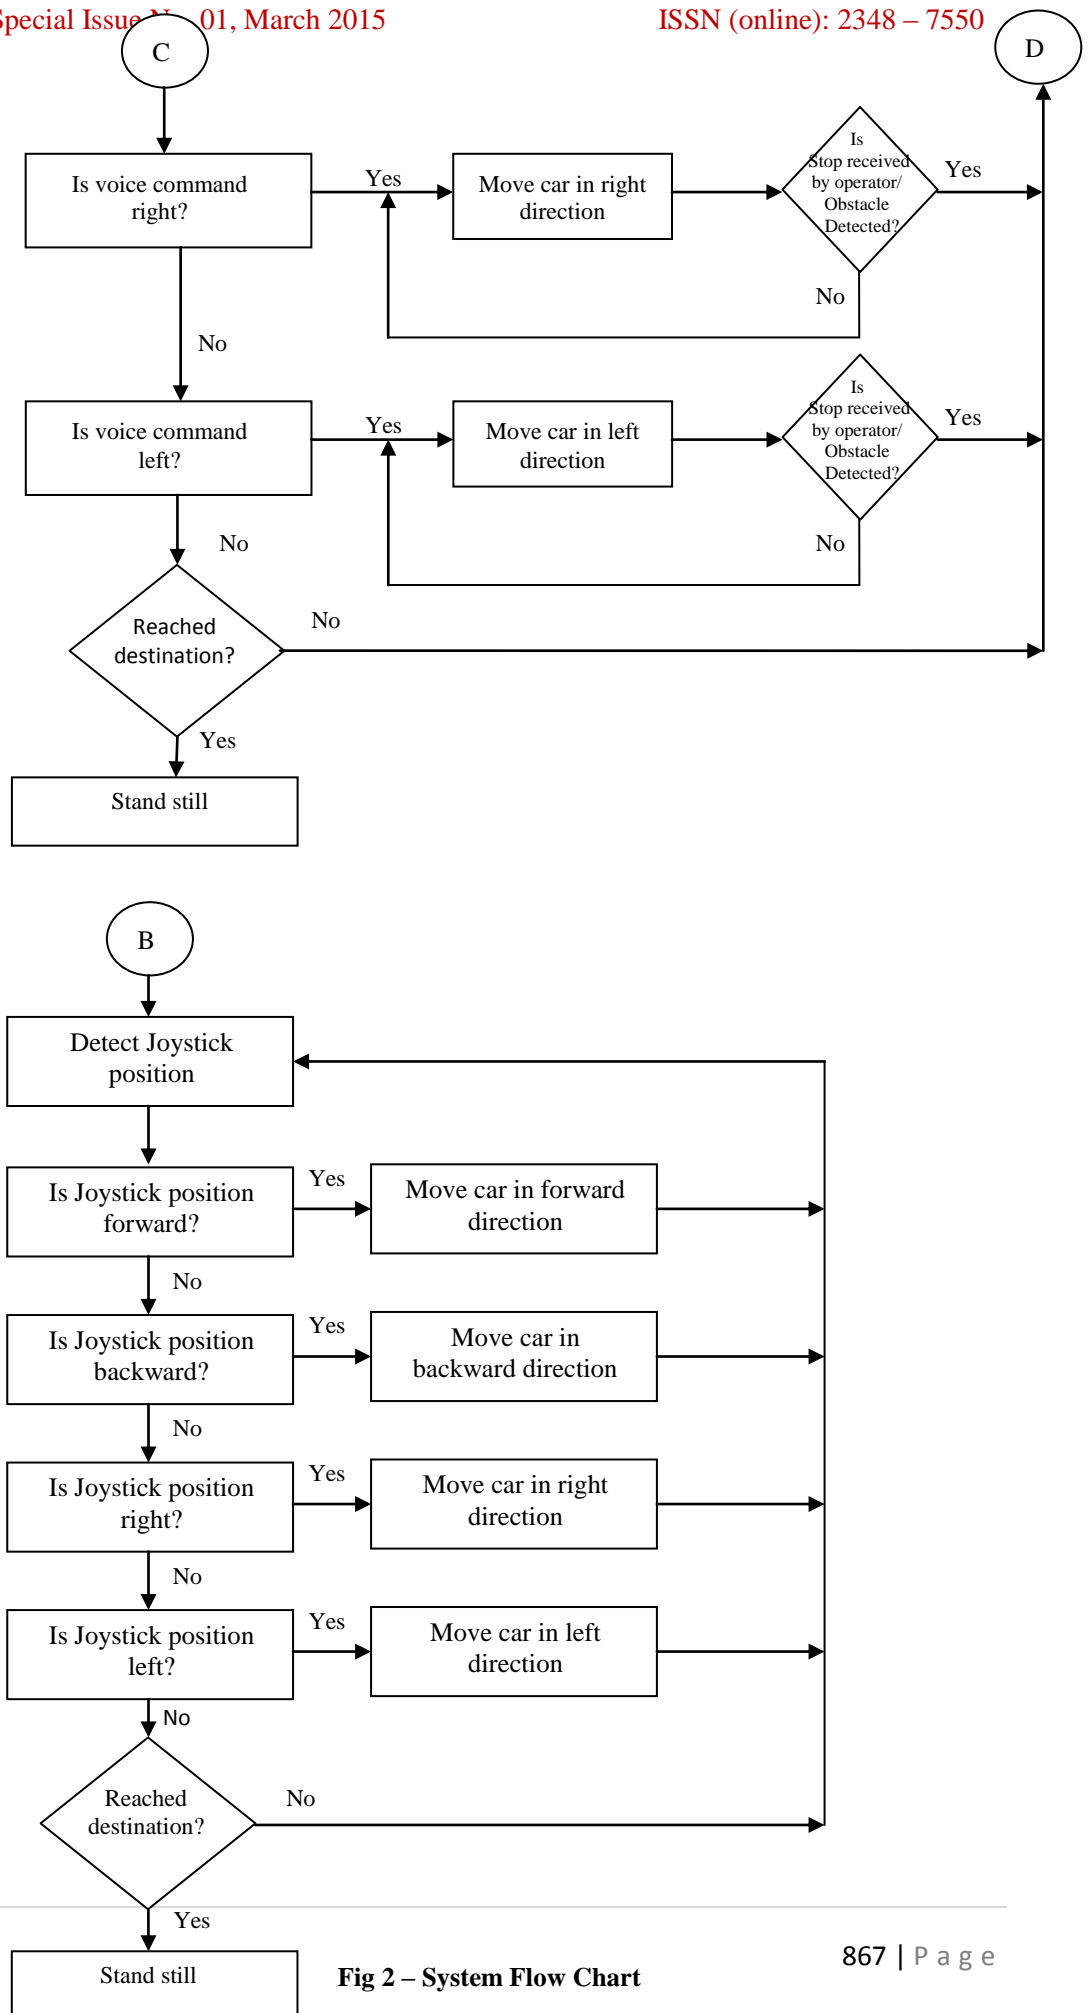 Special Issue No. 01, March 2015 ISSN (online): 2348 – 7550
C
D
Is voice command
right?
Yes
Move car in right
direction
Is
Stop received
by operator/
Obstacle
Detected?
Yes
No
No
Is voice command
left?
Yes
Move car in left
direction
Is
Stop received
by operator/
Obstacle
Detected?
Yes
No
No
Reached
destination?
No
Yes
Stand still
B
Detect Joystick
position
Is Joystick position
forward?
Yes
Move car in forward
direction
No
Is Joystick position
backward?
Yes
Move car in
backward direction
No
Is Joystick position
right?
Yes
Move car in right
direction
No
Is Joystick position
left?
Yes
Move car in left
direction
No
Reached
destination?
No
Yes
Stand still
Fig 2 – System Flow Chart
867 | P a g e